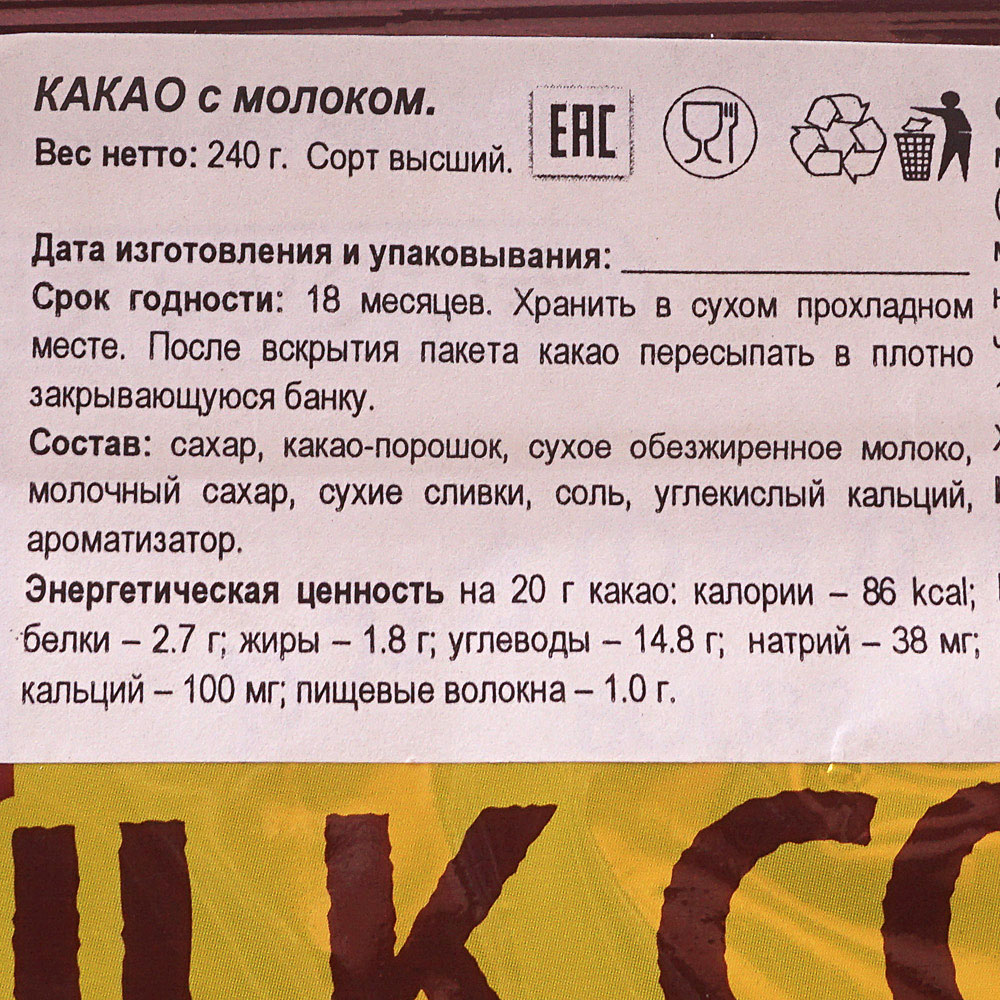 КАКАО с молоком.
Вес нетто: 240 г. Сорт высший.
ЕАС
Дата изготовления и упаковывания:
Срок годности: 18 месяцев. Хранить в сухом прохладном
месте. После вскрытия пакета какао пересыпать в плотно
закрывающуюся банку.
Состав: сахар, какао-порошок, сухое обезжиренное молоко,
молочный сахар, сухие сливки, соль, углекислый кальций,
ароматизатор.
Энергетическая ценность на 20 г какао: калории – 86 kcal;
белки – 2.7 г; жиры – 1.8 г; углеводы – 14.8 г; натрий – 38 мг;
кальций – 100 мг; пищевые волокна – 1.0 г.